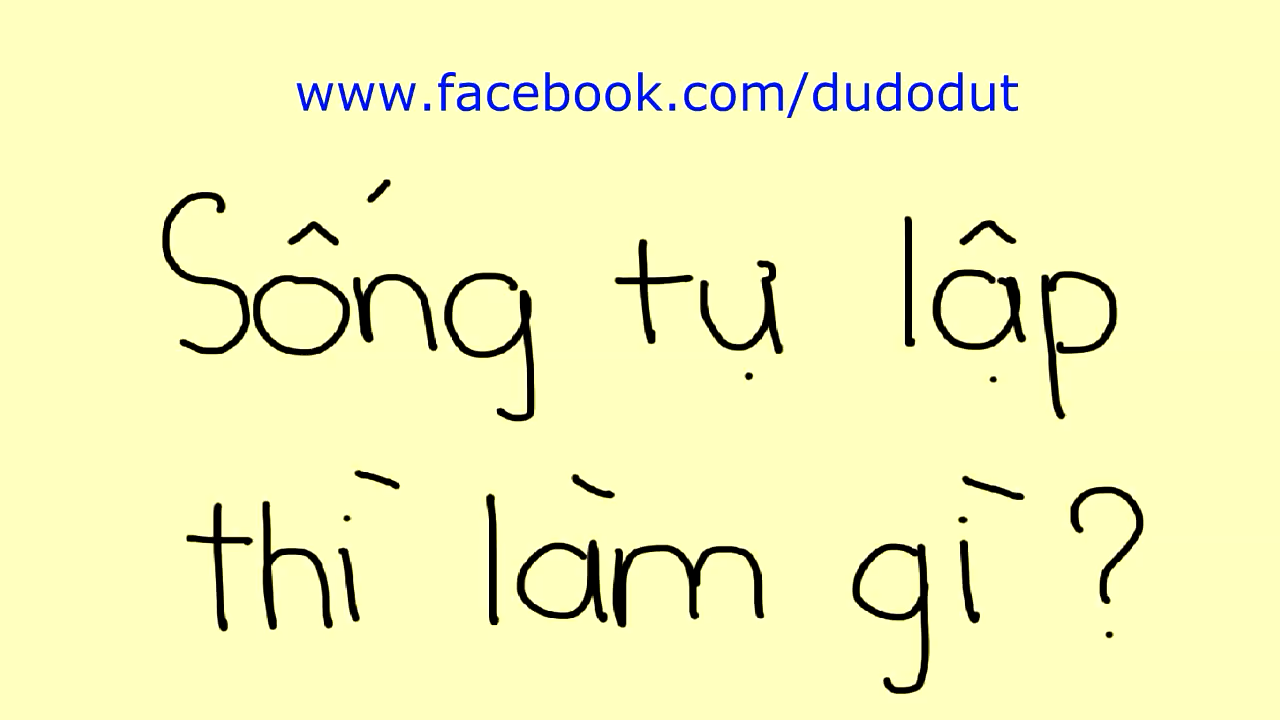 www.facebook.com/dudodut
Sống tự lập
thì làm gì?